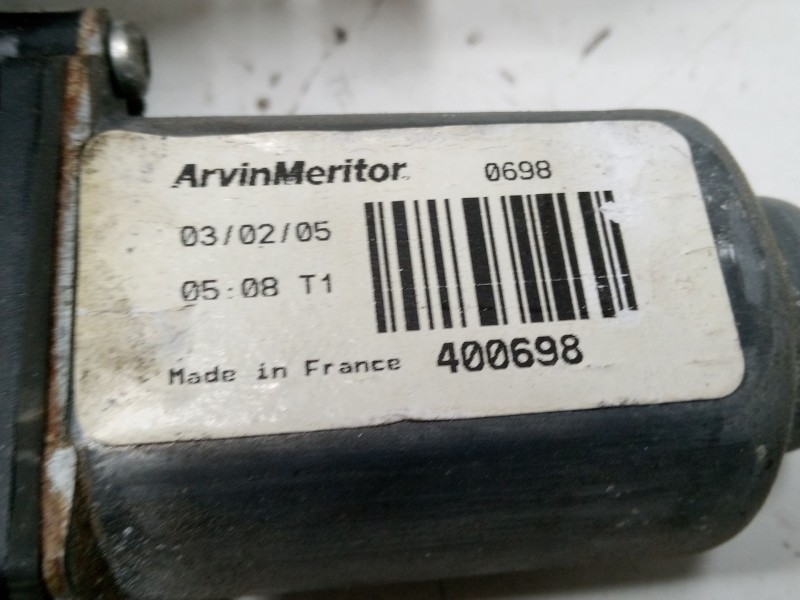 ArvinMeritor 0698
03/02/05
05:08 T1
Made in France 400698